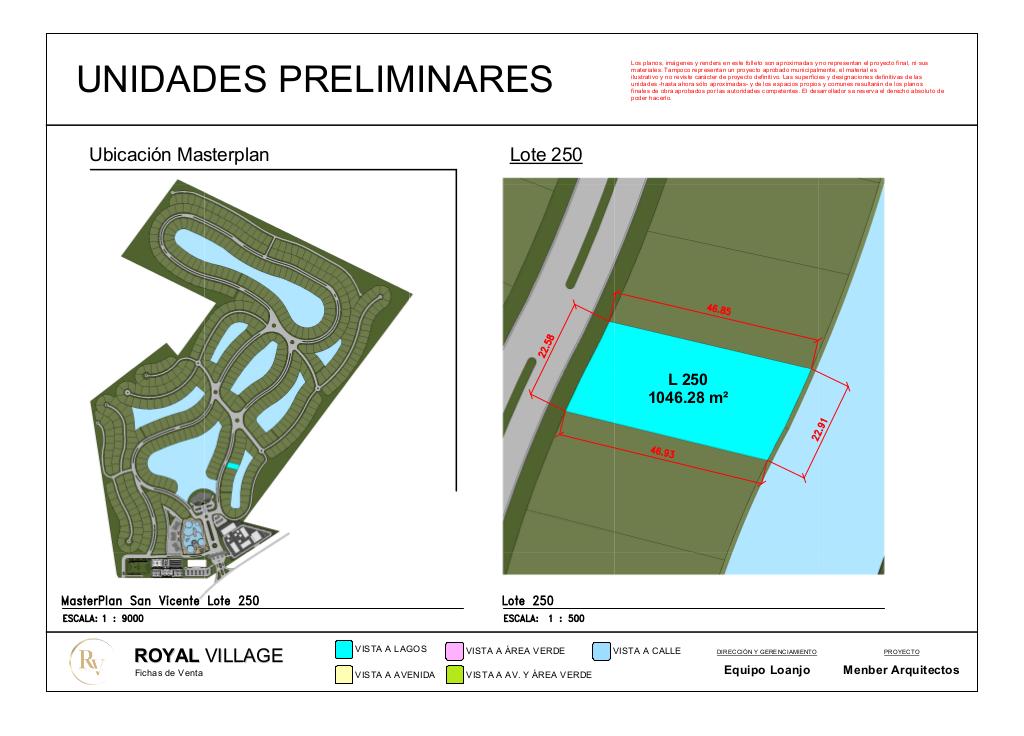 UNIDADES PRELIMINARES
Los planos, imágenes y renders en este folleto son aproximadas y no representan el proyecto final, ni sus
materiales. Tampoco representan un proyecto aprobado municipalmente, el material es
ilustrativo y no reviste carácter de proyecto definitivo. Las superficies y designaciones definitivas de las
unidades -hasta ahora sólo aproximadas- y de los espacios propios y comunes resultarán de los planos
finales de obra aprobados por las autoridades competentes. El desarrollador se reserva el derecho absoluto de
poder hacerlo.
Ubicación Masterplan
Lote 250
46.85
22.58
L 250
1046.28 m²
22.91
46.93
MasterPlan San Vicente Lote 250
ESCALA: 1 : 9000
Lote 250
ESCALA: 1 : 500
RV
ROYAL VILLAGE
Fichas de Venta
VISTA A LAGOS
VISTA A ÁREA VERDE
VISTA A CALLE
VISTA A AVENIDA
VISTA A AV. Y ÁREA VERDE
DIRECCIÓN Y GERENCIAMIENTO
Equipo Loanjo
PROYECTO
Menber Arquitectos